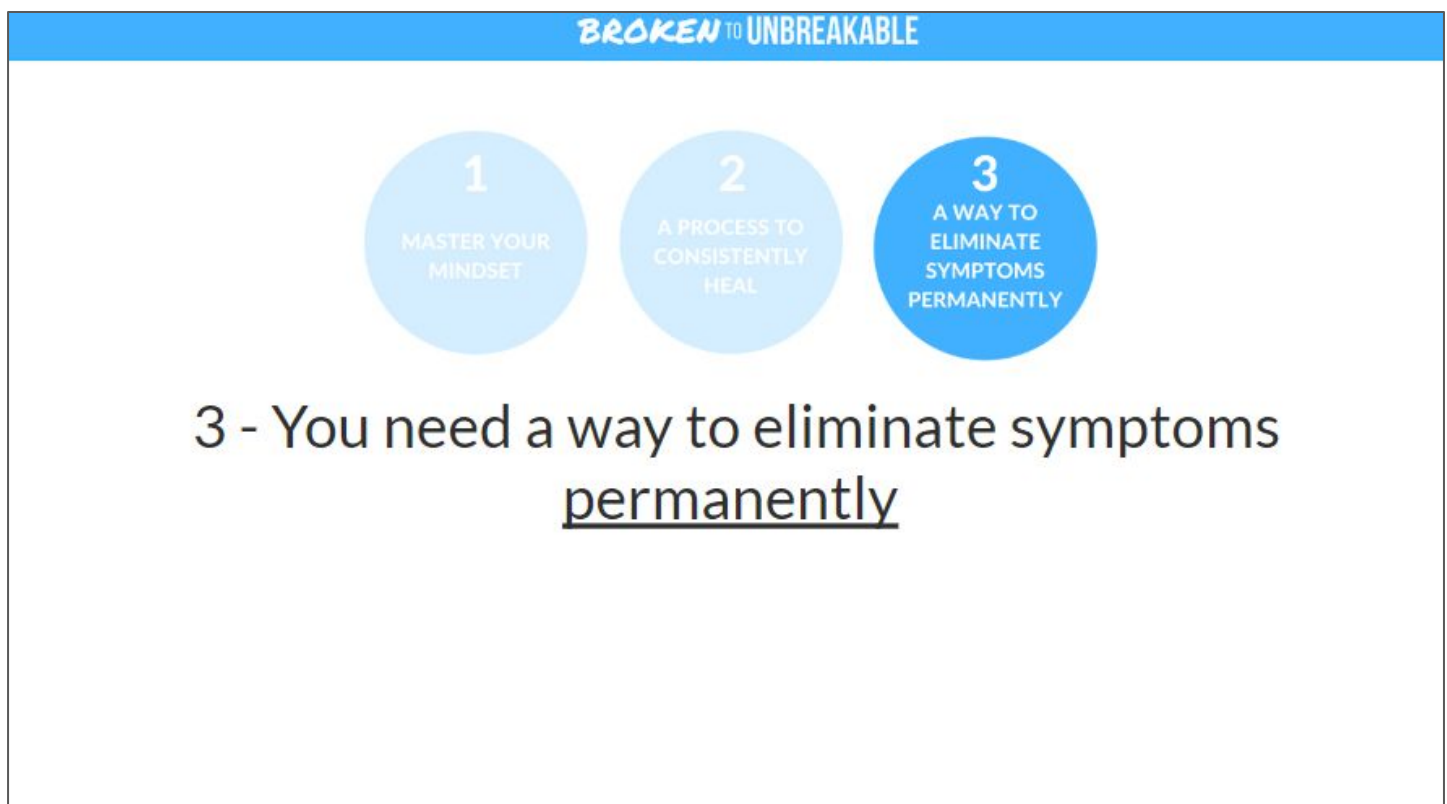 BROKEN TO UNBREAKABLE
1
MASTER YOUR
MINDSET
2
A PROCESS TO
CONSISTENTLY
HEAL
3
A WAY TO
ELIMINATE
SYMPTOMS
PERMANENTLY
3 - You need a way to eliminate symptoms
permanently